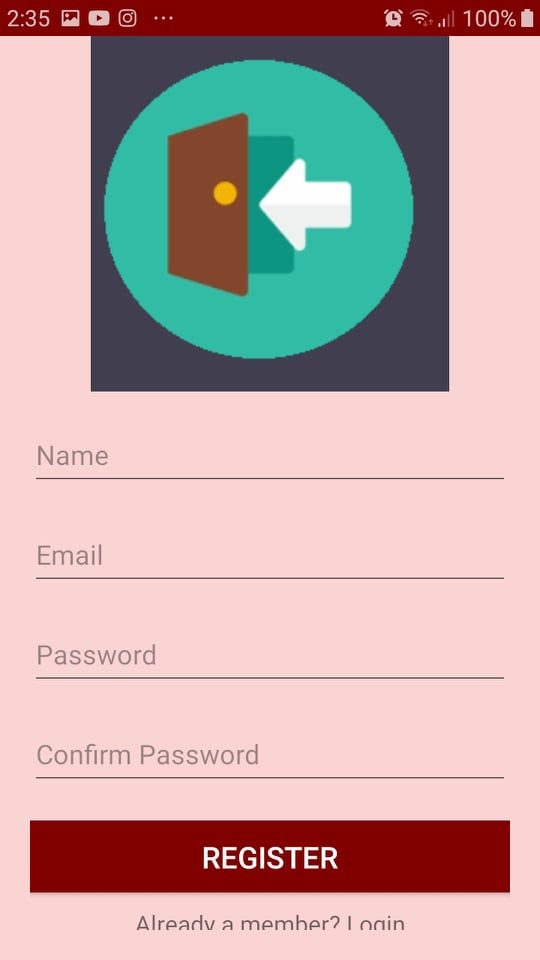 2:35 100%
Name
Email
Password
Confirm Password
REGISTER
Already a member? Login